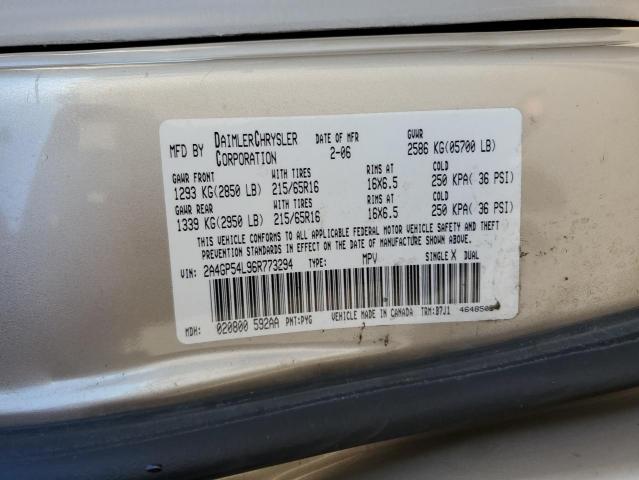 MFD BY DAIMLERCHRYSLER CORPORATION DATE OF MFR 2-06 GVWR 2586 KG(05700 LB)
GAWR FRONT WITH TIRES RIMS AT COLD
1293 KG(2850 LB) 215/65R16 16X6.5 250 KPA( 36 PSI)
GAWR REAR WITH TIRES RIMS AT COLD
1339 KG(2950 LB) 215/65R16 16X6.5 250 KPA( 36 PSI)
THIS VEHICLE CONFORMS TO ALL APPLICABLE FEDERAL MOTOR VEHICLE SAFETY AND THEFT
PREVENTION STANDARDS IN EFFECT ON THE DATE OF MANUFACTURE SHOWN ABOVE.
VIN: 2A4GP54L96R773294 TYPE: MPV SINGLE X DUAL
MDH: 020800 592AA PNT:PYG VEHICLE MADE IN CANADA TRM:B7J1